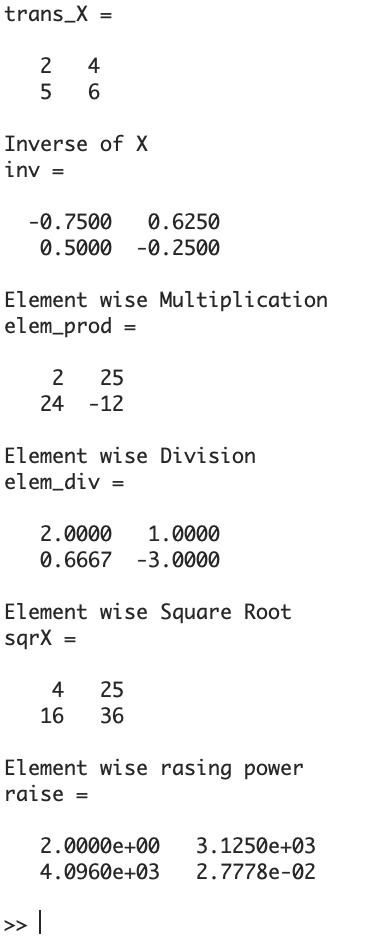 trans_X =
2 4
5 6
Inverse of X
inv =
-0.7500 0.6250
0.5000 -0.2500
Element wise Multiplication
elem_prod =
2 25
24 -12
Element wise Division
elem_div =
2.0000 1.0000
0.6667 -3.0000
Element wise Square Root
sqrX =
4 25
16 36
Element wise rasing power
raise =
2.0000e+00 3.1250e+03
4.0960e+03 2.7778e-02
>>